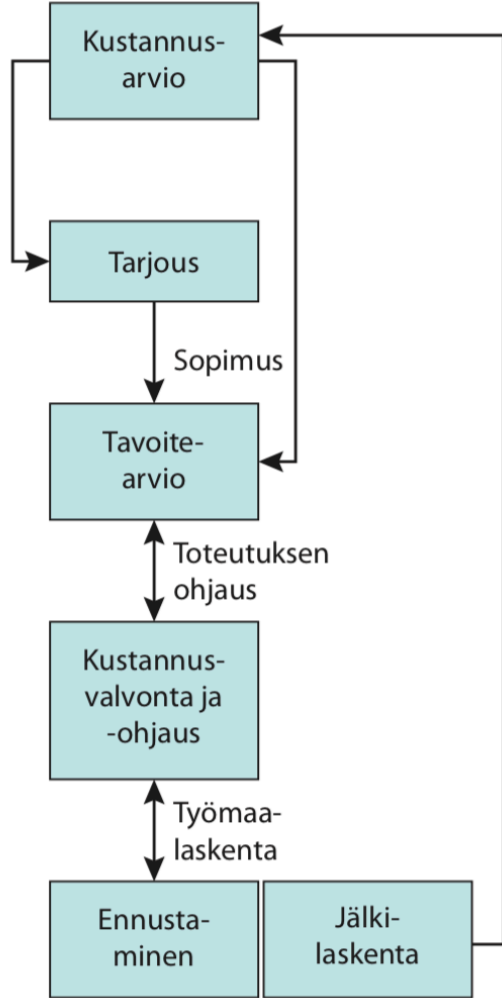 Kustannus-
arvio
Tarjous
Sopimus
Tavoite-
arvio
Toteutuksen
ohjaus
Kustannus-
valvonta ja
-ohjaus
Työmaa-
laskenta
Ennusta-
minen
Jälki-
laskenta